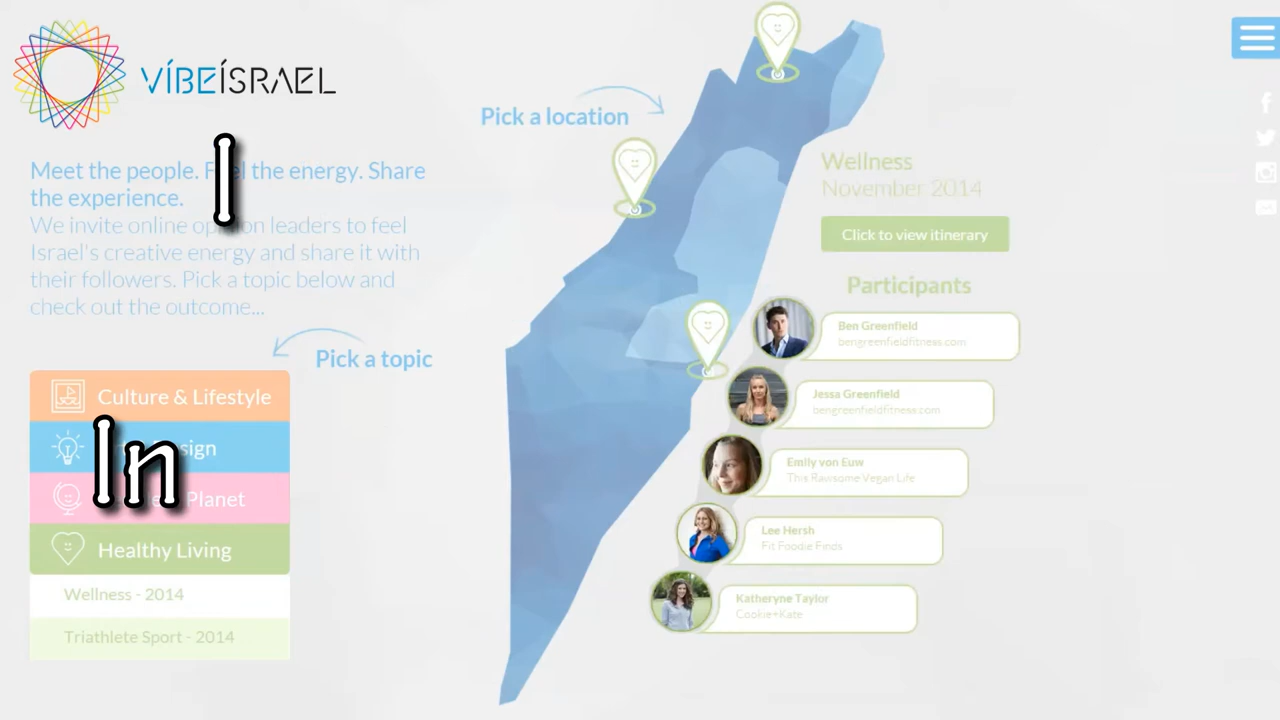 VÍBEÍSRAEL
I
Meet the people. Feel the energy. Share
the experience.
We invite online opinion leaders to feel
Israel's creative energy and share it with
their followers. Pick a topic below and
check out the outcome...
Pick a topic
Culture & Lifestyle
In
Planet
Healthy Living
Wellness - 2014
Triathlete Sport - 2014
Pick a location
Wellness
November 2014
Click to view itinerary
Participants
Ben Greenfield
bengreenfieldfitness.com
Jessa Greenfield
bengreenfieldfitness.com
Emily von Euw
This Rawsome Vegan Life
Lee Hersh
Fit Foodie Finds
Katheryne Taylor
Cookie+Kate